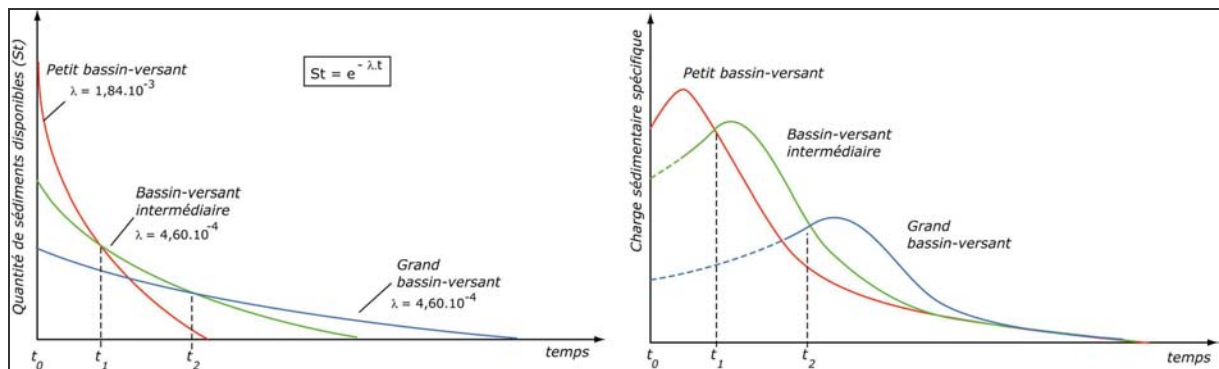 Quantité de sédiments disponibles (St)
Petit bassin-versant
λ = 1,84.10⁻³
St = e⁻ λ.t
Bassin-versant
intermédiaire
λ = 4,60.10⁻⁴
Grand
bassin-versant
λ = 4,60.10⁻⁴
t₀
t₁
t₂
temps
Charge sédimentaire spécifique
Petit bassin-versant
Bassin-versant
intermédiaire
Grand
bassin-versant
t₀
t₁
t₂
temps